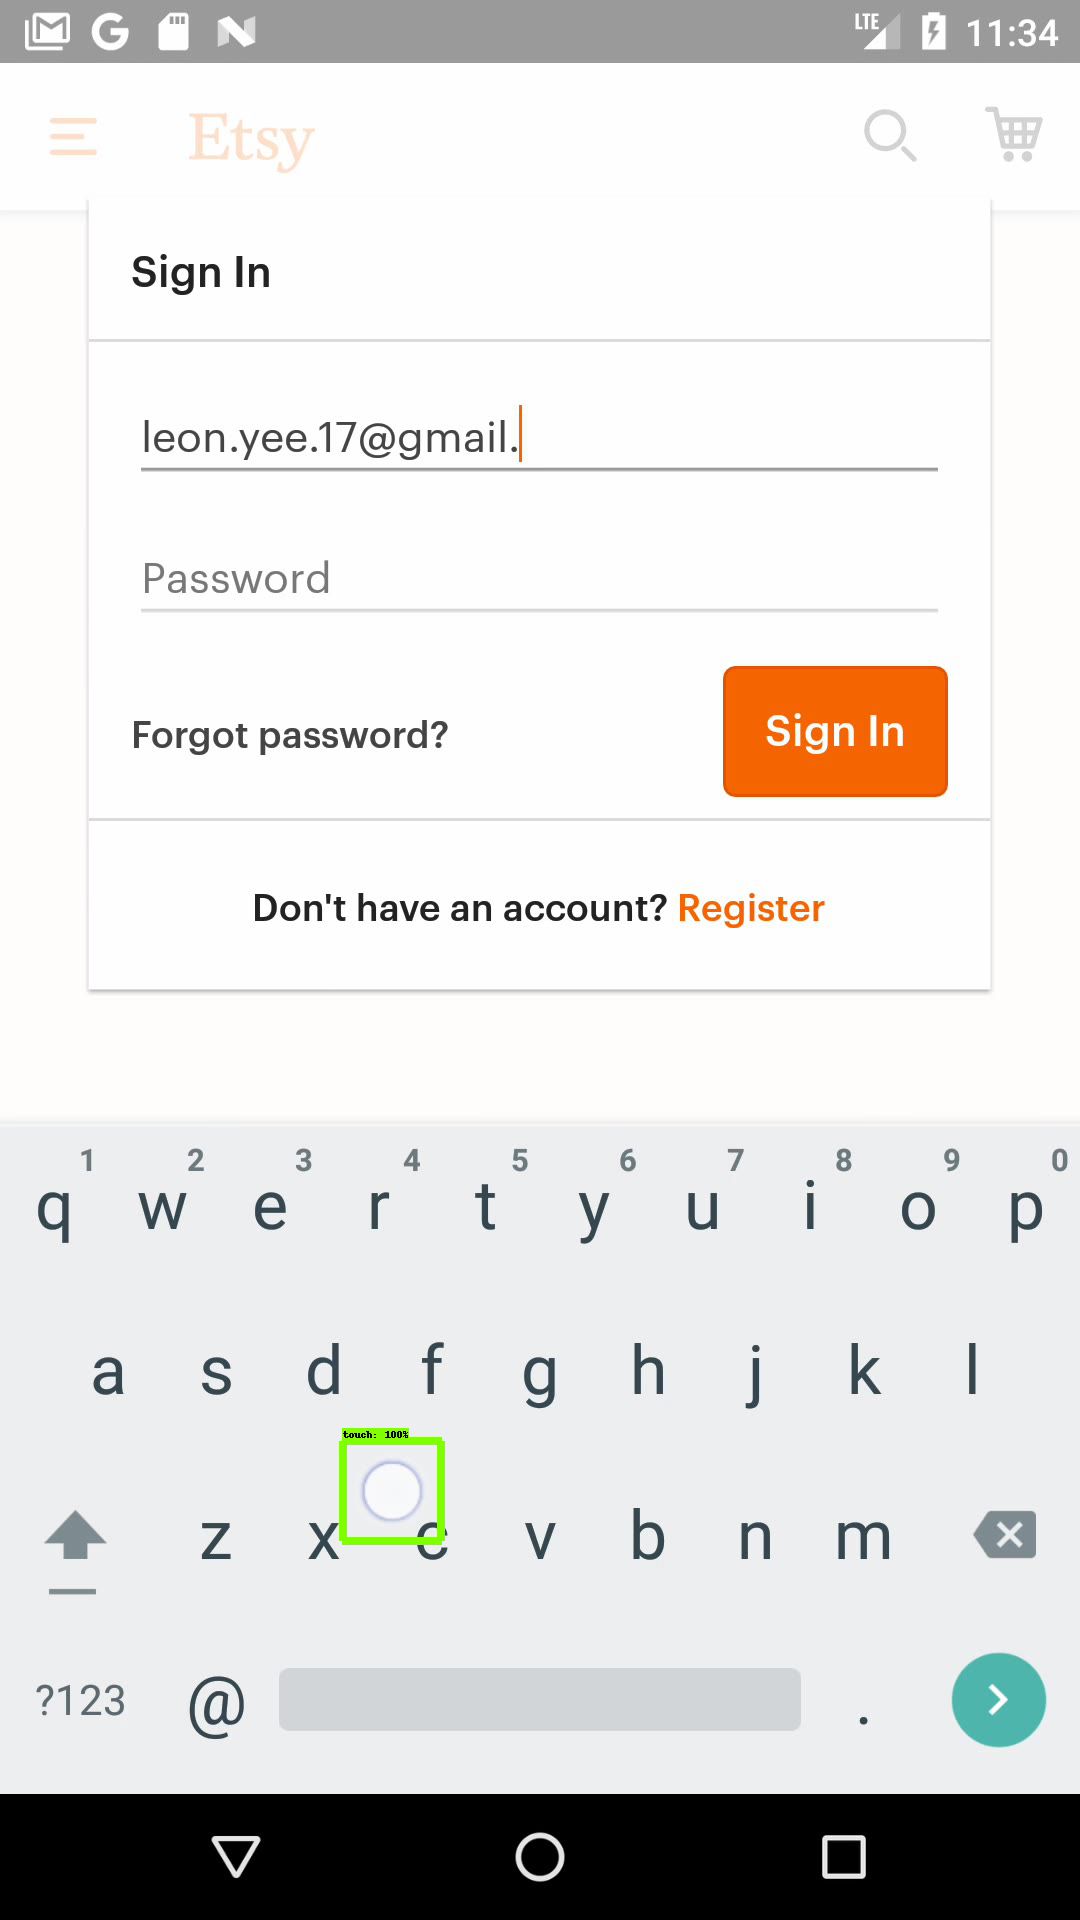 LTE 11:34
Etsy
Sign In
leon.yee.17@gmail.
Password
Forgot password? Sign In
Don't have an account? Register
1 2 3 4 5 6 7 8 9 0
q w e r t y u i o p
a s d f g h j k l
touch: 100%
z x c v b n m
?123 @ .